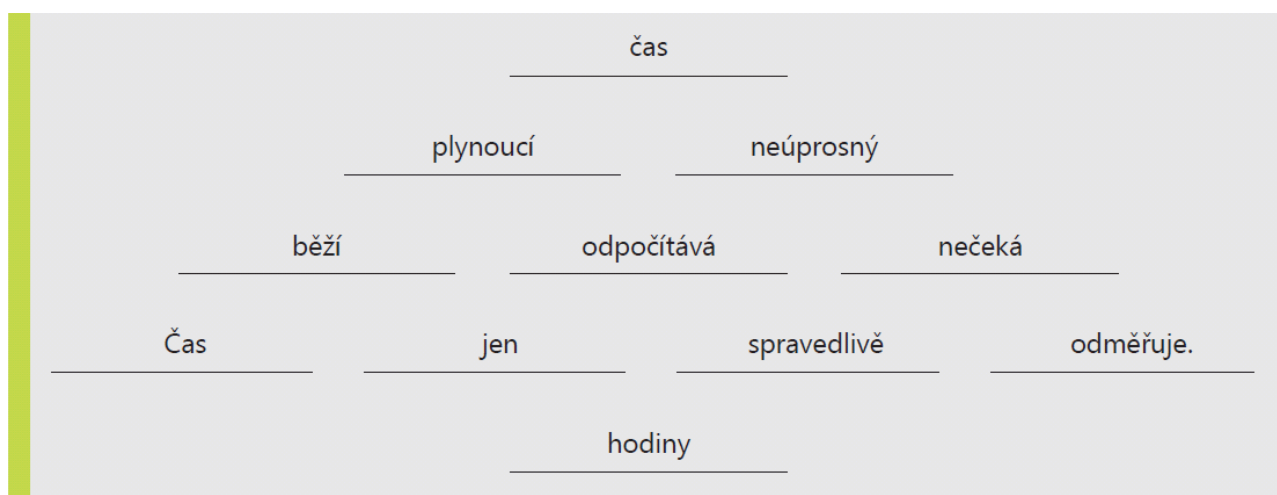 čas
plynoucí neúprosný
běží odpočítává nečeká
Čas jen spravedlivě odměřuje.
hodiny